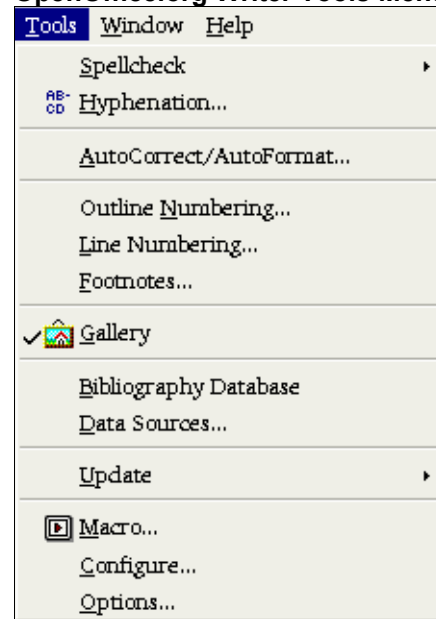 OpenOffice.org Writer Tools Menu
Tools Window Help
Spellcheck
AB-
CD
Hyphenation...
AutoCorrect/AutoFormat...
Outline Numbering...
Line Numbering...
Footnotes...
Gallery
Bibliography Database
Data Sources...
Update
Macro...
Configure...
Options...